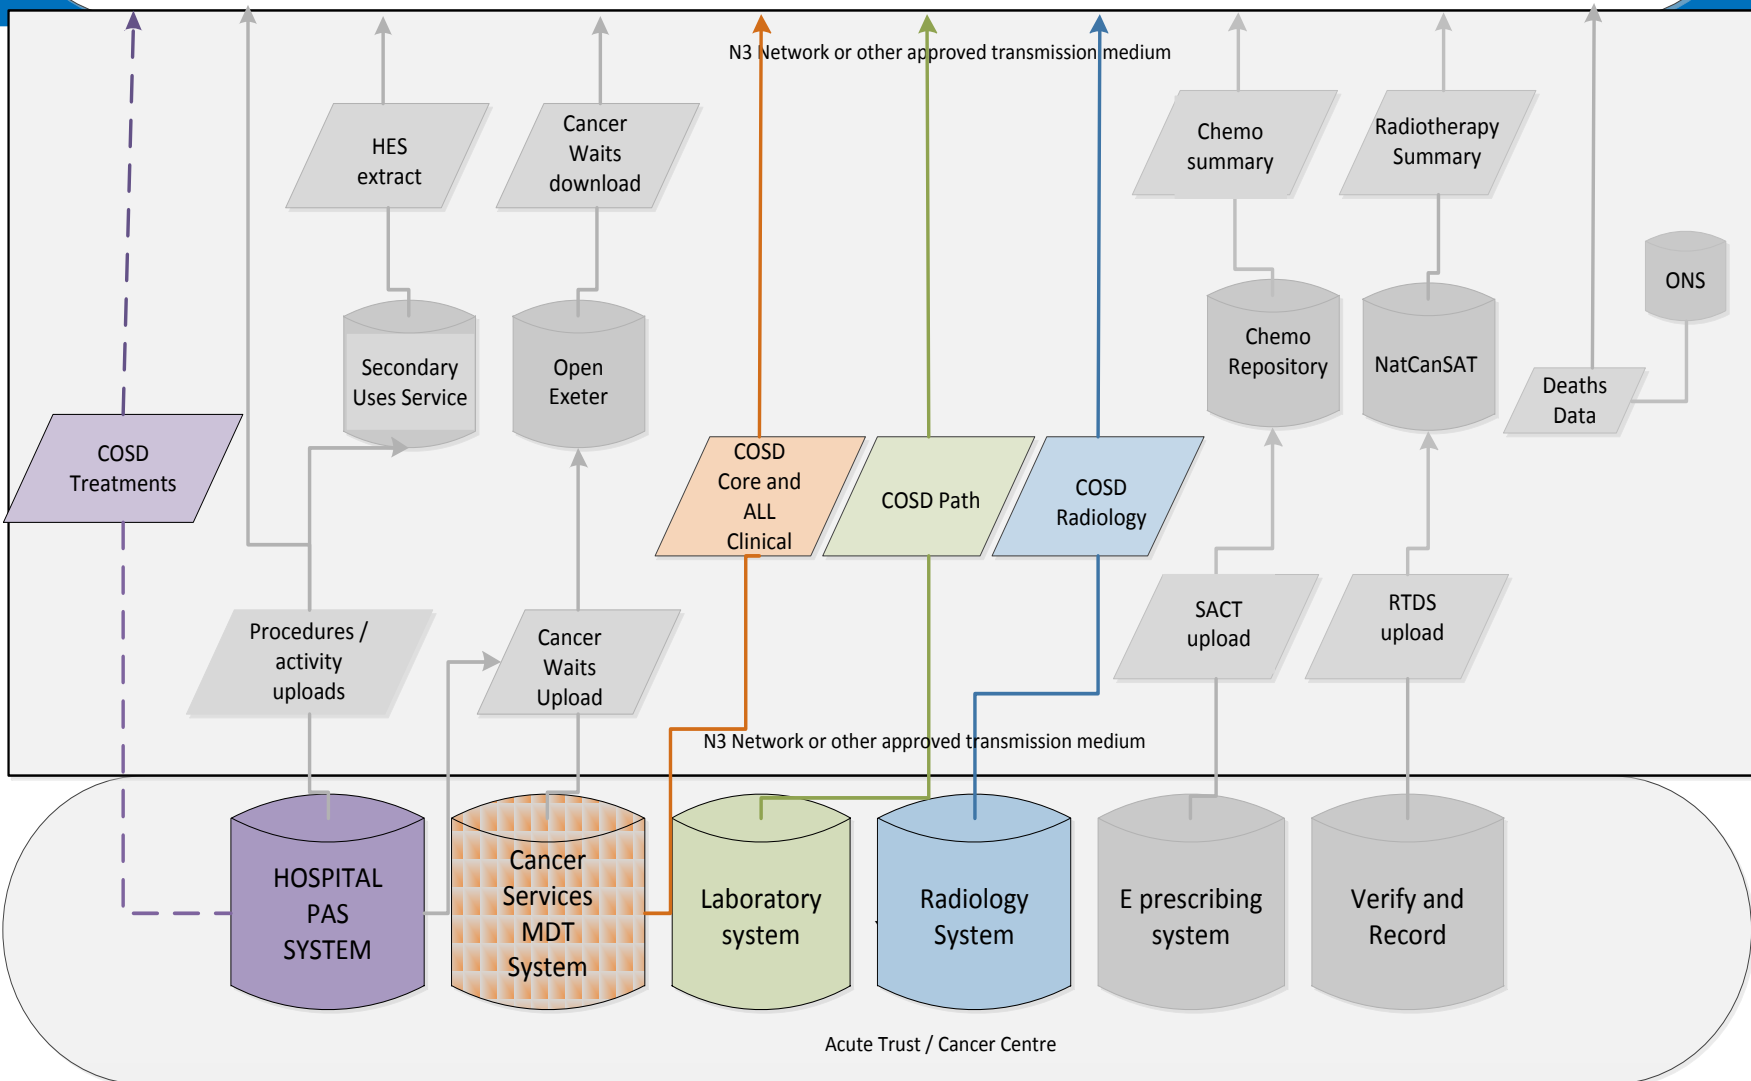 N3 Network or other approved transmission medium
HES
extract
Cancer
Waits
download
Chemo
summary
Radiotherapy
Summary
ONS
Secondary
Uses Service
Open
Exeter
Chemo
Repository
NatCanSAT
Deaths
Data
COSD
Treatments
COSD
Core and
ALL
Clinical
COSD Path
COSD
Radiology
Procedures /
activity
uploads
Cancer
Waits
Upload
SACT
upload
RTDS
upload
N3 Network or other approved transmission medium
HOSPITAL
PAS
SYSTEM
Cancer
Services
MDT
System
Laboratory
system
Radiology
System
E prescribing
system
Verify and
Record
Acute Trust / Cancer Centre